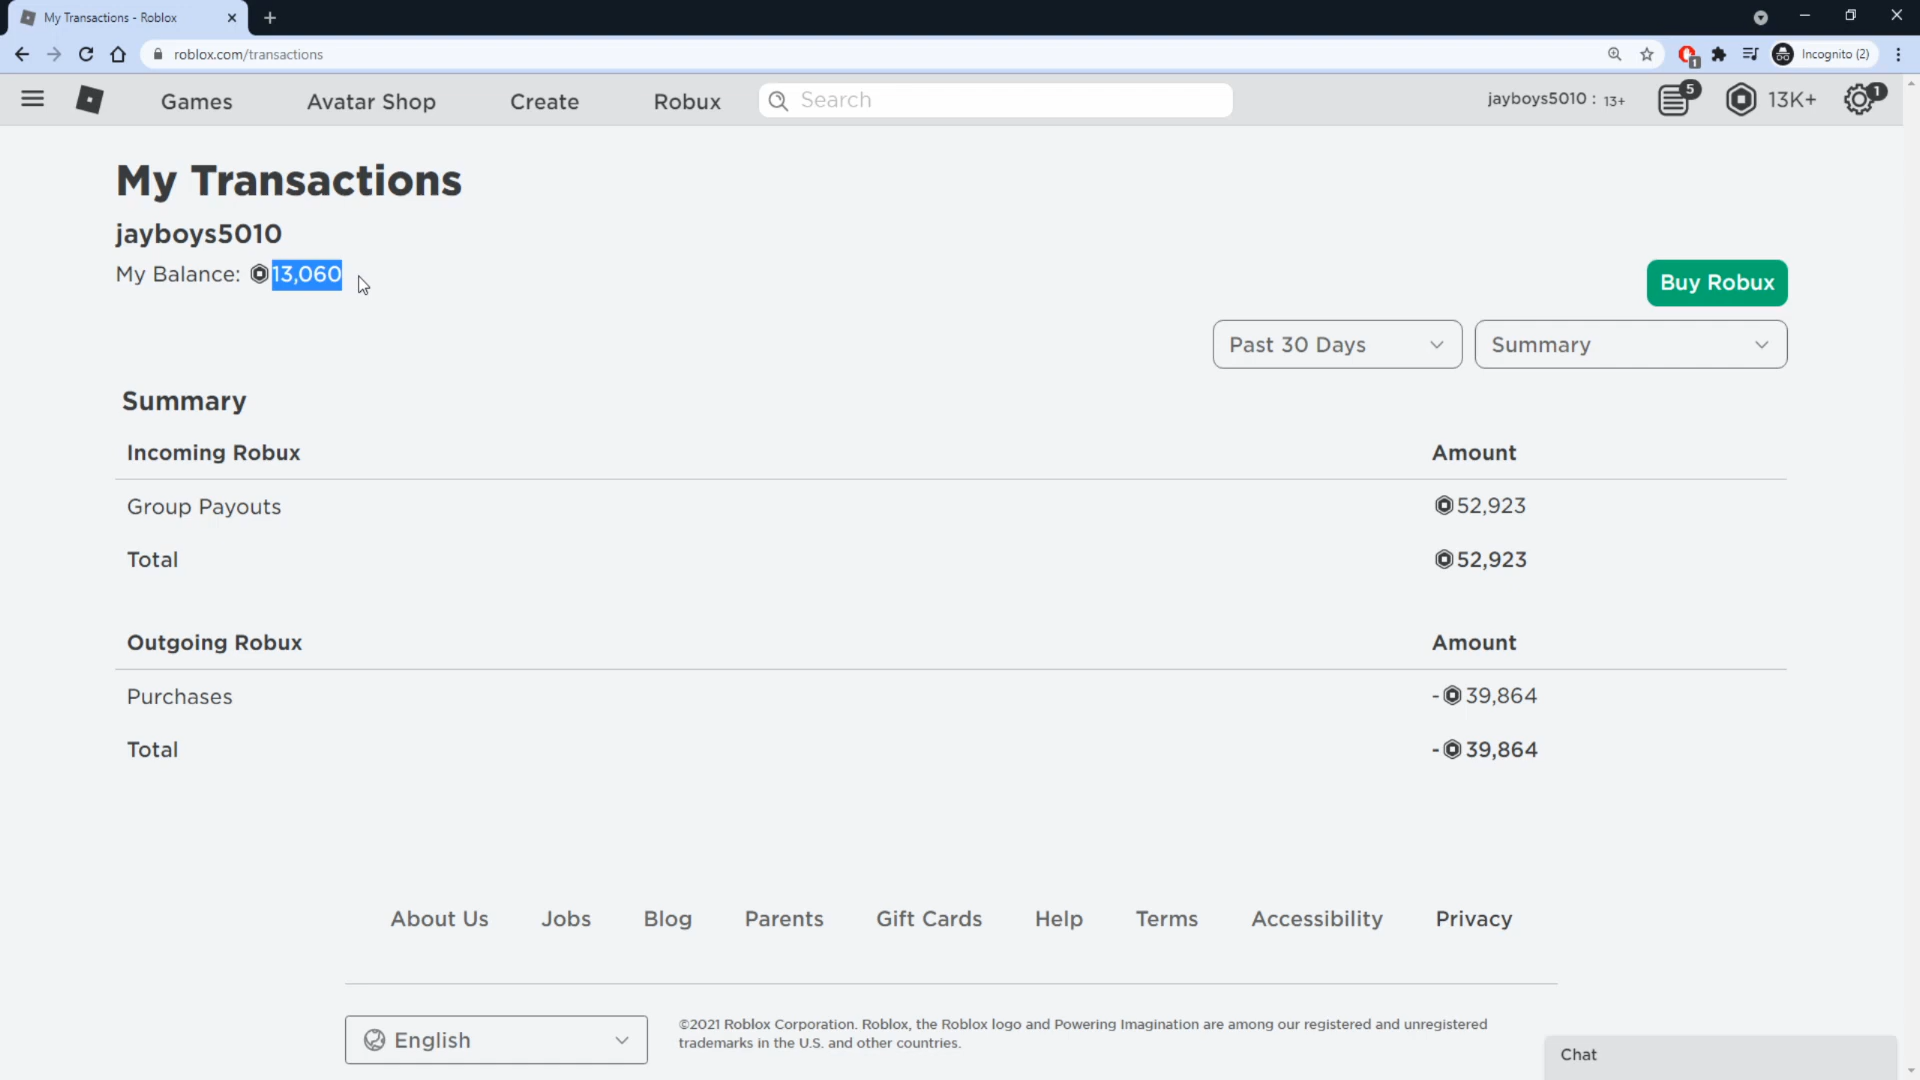 My Transactions - Roblox
roblox.com/transactions
Incognito (2)
1
Games
Avatar Shop
Create
Robux
Search
jayboys5010 : 13+
5
13K+
1
My Transactions
jayboys5010
My Balance: 13,060
Buy Robux
Past 30 Days
Summary
Summary
Incoming Robux Amount
Group Payouts 52,923
Total 52,923
Outgoing Robux Amount
Purchases - 39,864
Total - 39,864
About Us Jobs Blog Parents Gift Cards Help Terms Accessibility Privacy
English
©2021 Roblox Corporation. Roblox, the Roblox logo and Powering Imagination are among our registered and unregistered
trademarks in the U.S. and other countries.
Chat